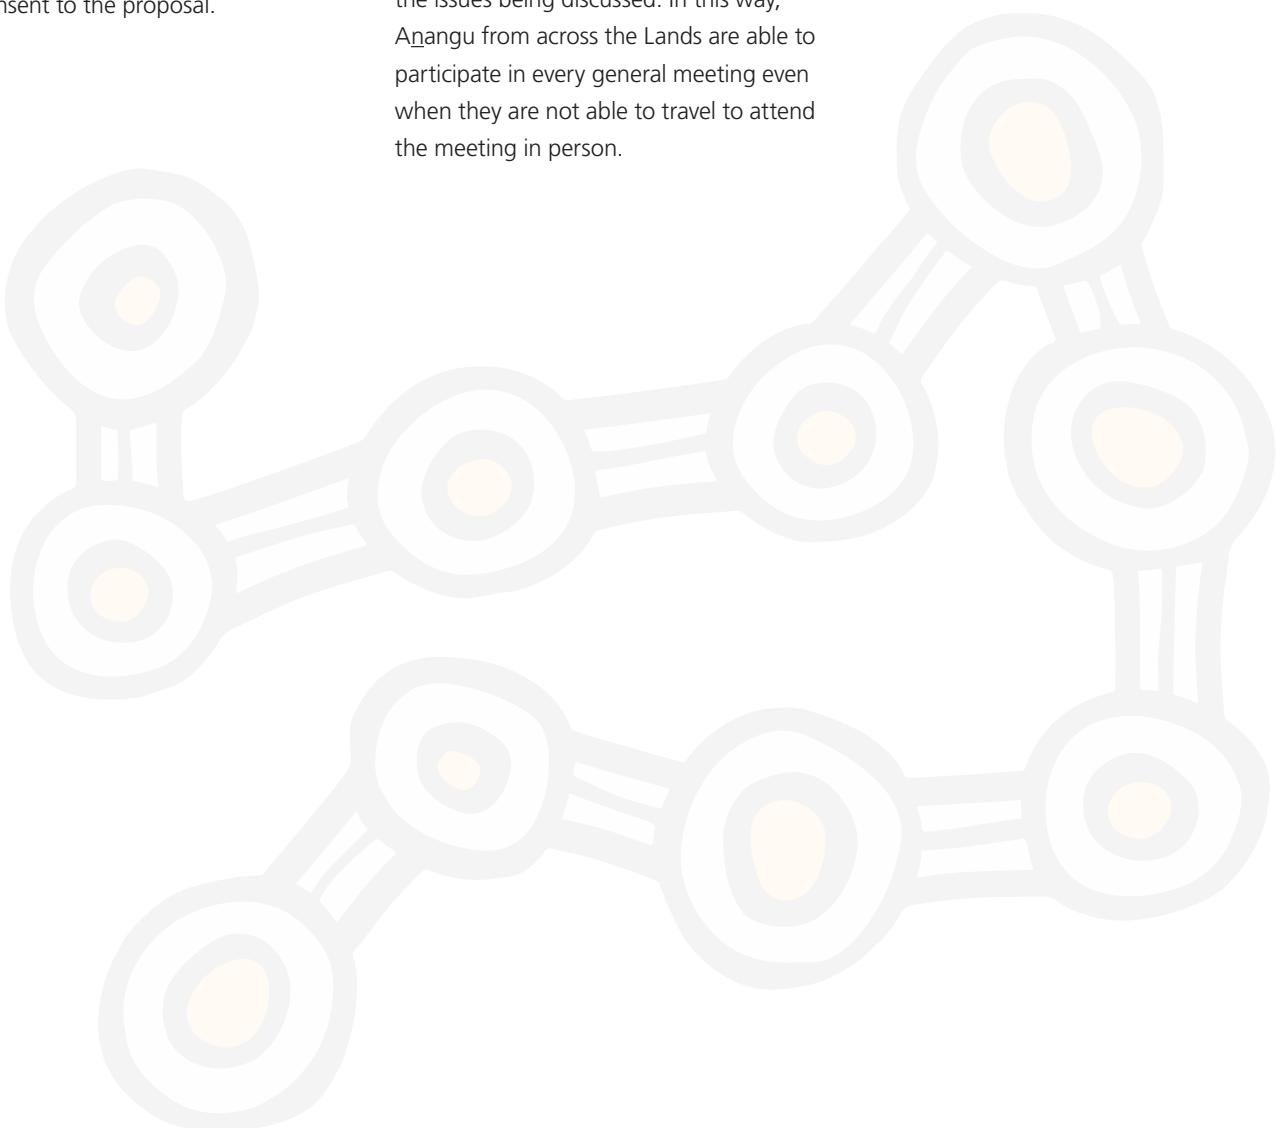 nsent to the proposal.
the issues being discussed. In this way,
Aṉangu from across the Lands are able to
participate in every general meeting even
when they are not able to travel to attend
the meeting in person.